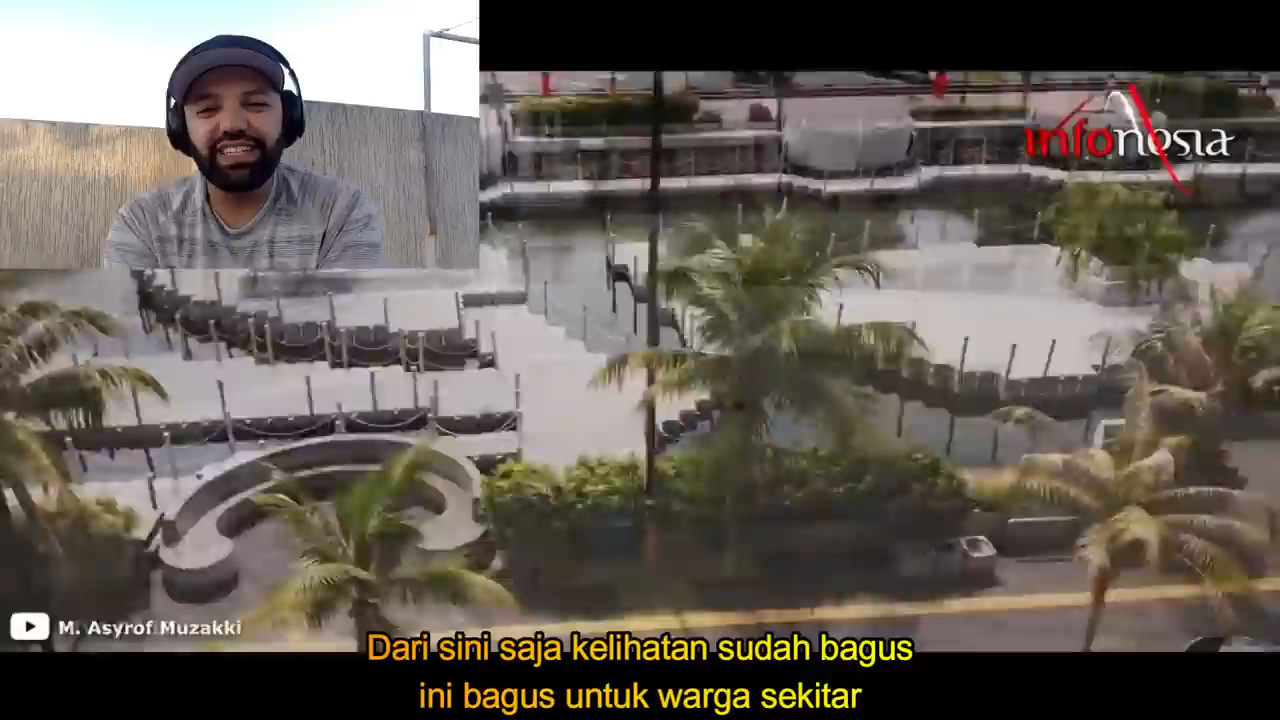 infonesia
M. Asyrof Muzakki
Dari sini saja kelihatan sudah bagus
ini bagus untuk warga sekitar